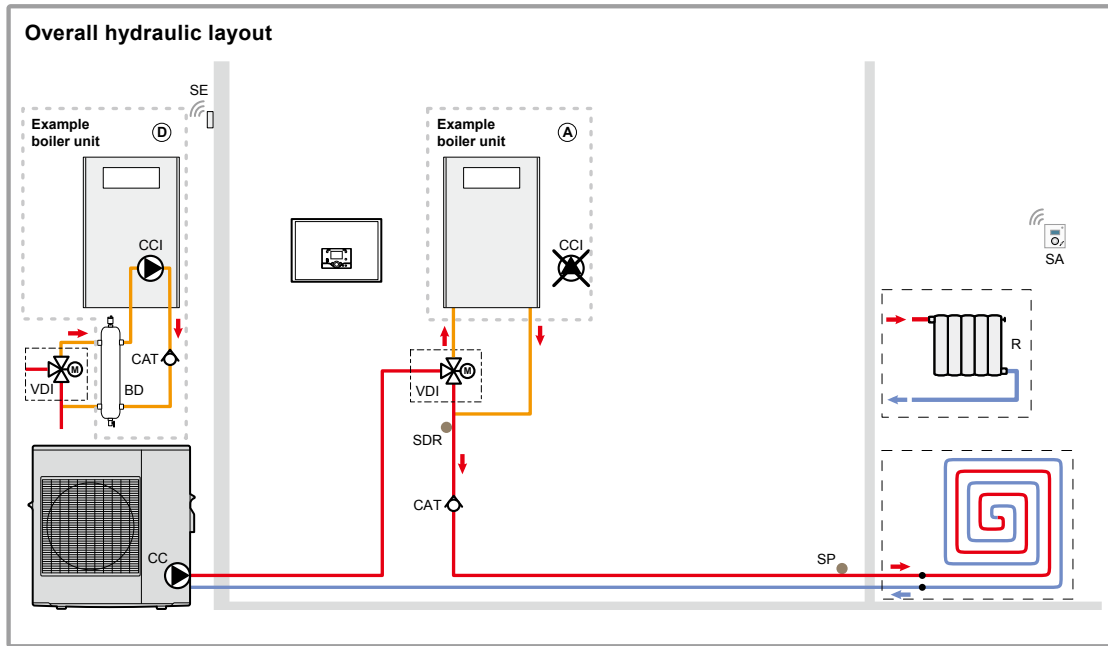 Overall hydraulic layout
SE
Example
boiler unit
D
CCI
CAT
VDI
M
BD
CC
Example
boiler unit
A
CCI
VDI
M
SDR
CAT
SP
SA
R